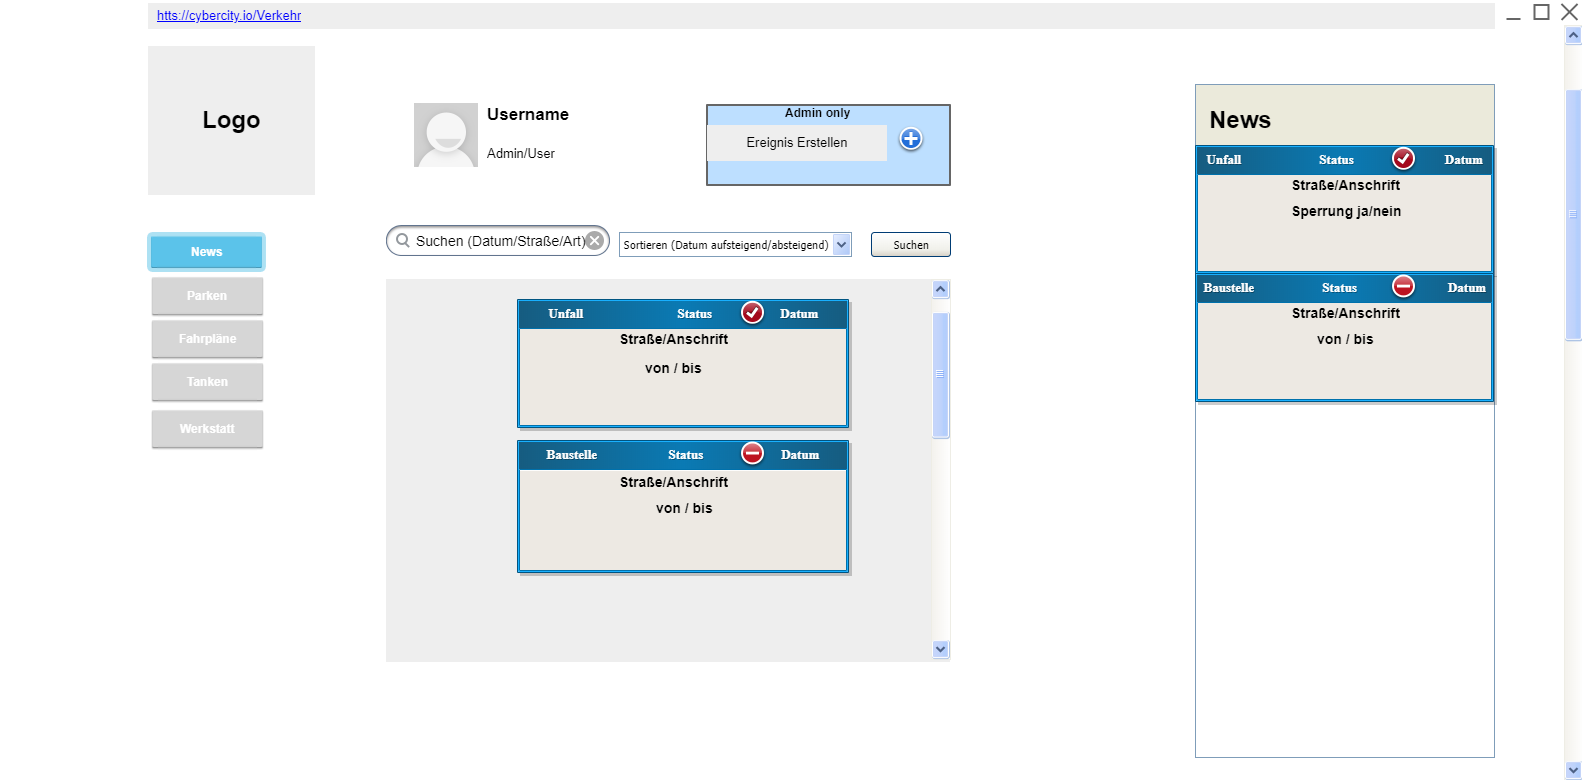 htts://cybercity.io/Verkehr
Logo
Username
Admin/User
Admin only
Ereignis Erstellen
News
Parken
Fahrpläne
Tanken
Werkstatt
Suchen (Datum/Straße/Art)
Sortieren (Datum aufsteigend/absteigend)
Suchen
Unfall Status Datum
Straße/Anschrift
von / bis
Baustelle Status Datum
Straße/Anschrift
von / bis
News
Unfall Status Datum
Straße/Anschrift
Sperrung ja/nein
Baustelle Status Datum
Straße/Anschrift
von / bis